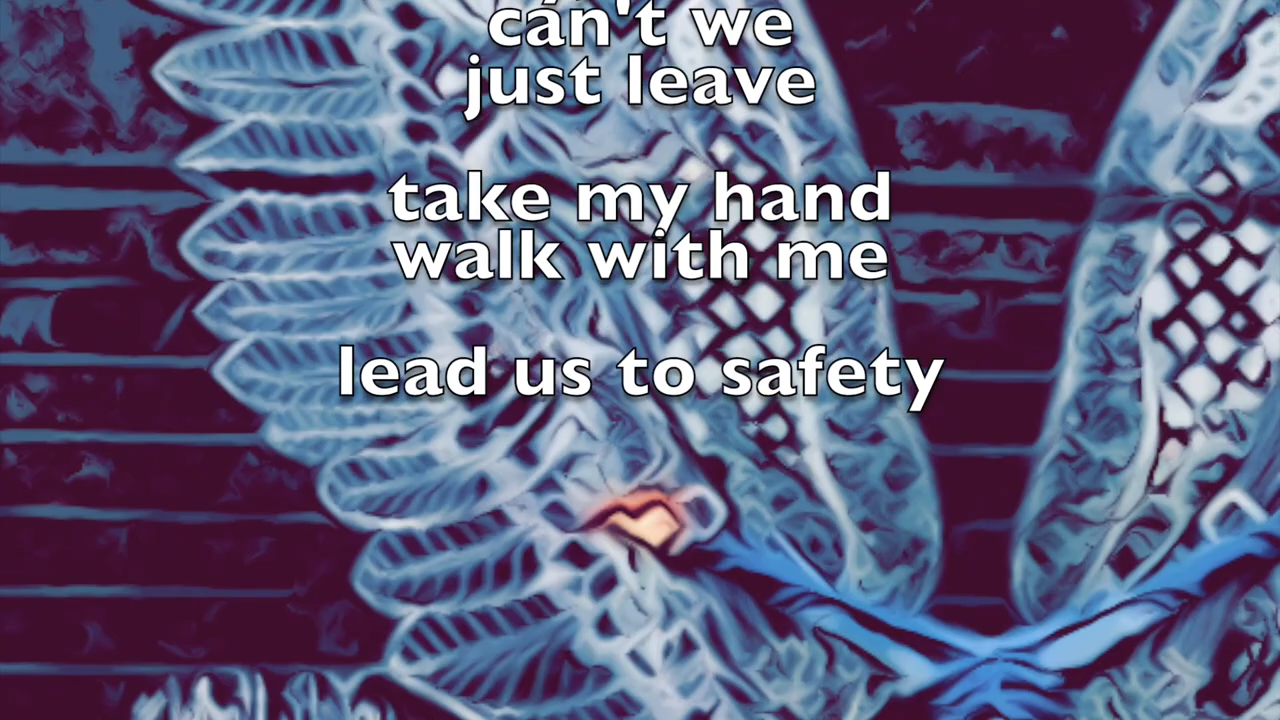 can't we
just leave
take my hand
walk with me
lead us to safety